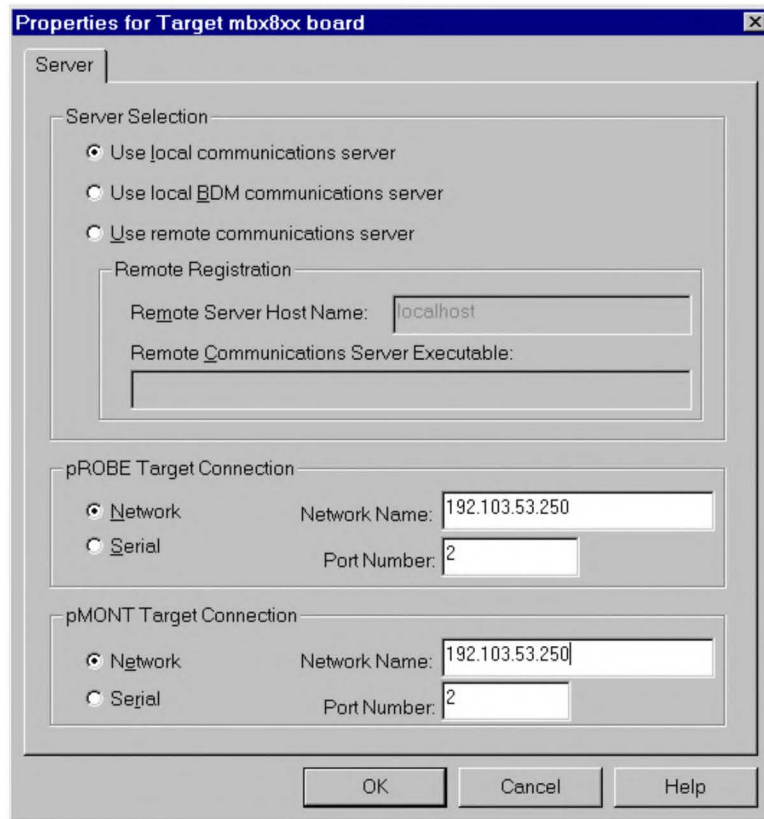 Properties for Target mbx8xx board
Server
Server Selection
Use local communications server
Use local BDM communications server
Use remote communications server
Remote Registration
Remote Server Host Name: localhost
Remote Communications Server Executable:
pROBE Target Connection
Network Network Name: 192.103.53.250
Serial Port Number: 2
pMONT Target Connection
Network Network Name: 192.103.53.250
Serial Port Number: 2
OK Cancel Help